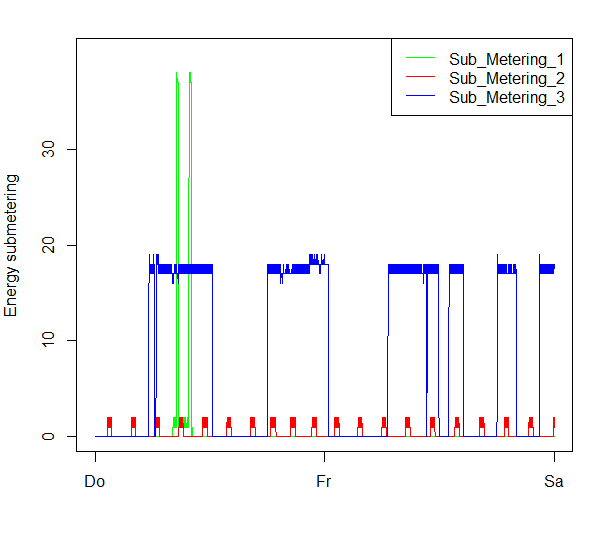 Sub_Metering_1
Sub_Metering_2
Sub_Metering_3
Energy submetering
30
20
10
0
Do Fr Sa